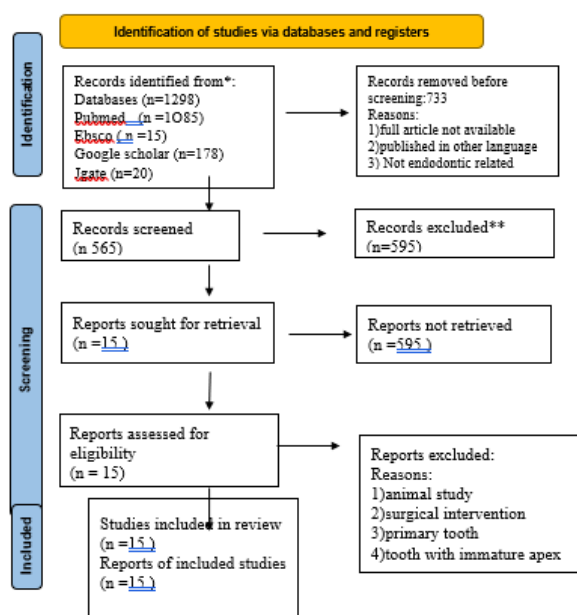 Identification of studies via databases and registers
Identification
Records identified from*:
Databases (n=1298)
Pubmed (n =1O85)
Ebsco ( n =15)
Google scholar (n=178)
Jgate (n=20)
Records removed before
screening:733
Reasons:
1)full article not available
2)published in other language
3) Not endodontic related
Screening
Records screened
(n 565)
Records excluded**
(n=595)
Reports sought for retrieval
(n =15 )
Reports not retrieved
(n =595 )
Reports assessed for
eligibility
(n = 15)
Reports excluded:
Reasons:
1)animal study
2)surgical intervention
3)primary tooth
4)tooth with immature apex
Included
Studies included in review
(n =15 )
Reports of included studies
(n =15 )